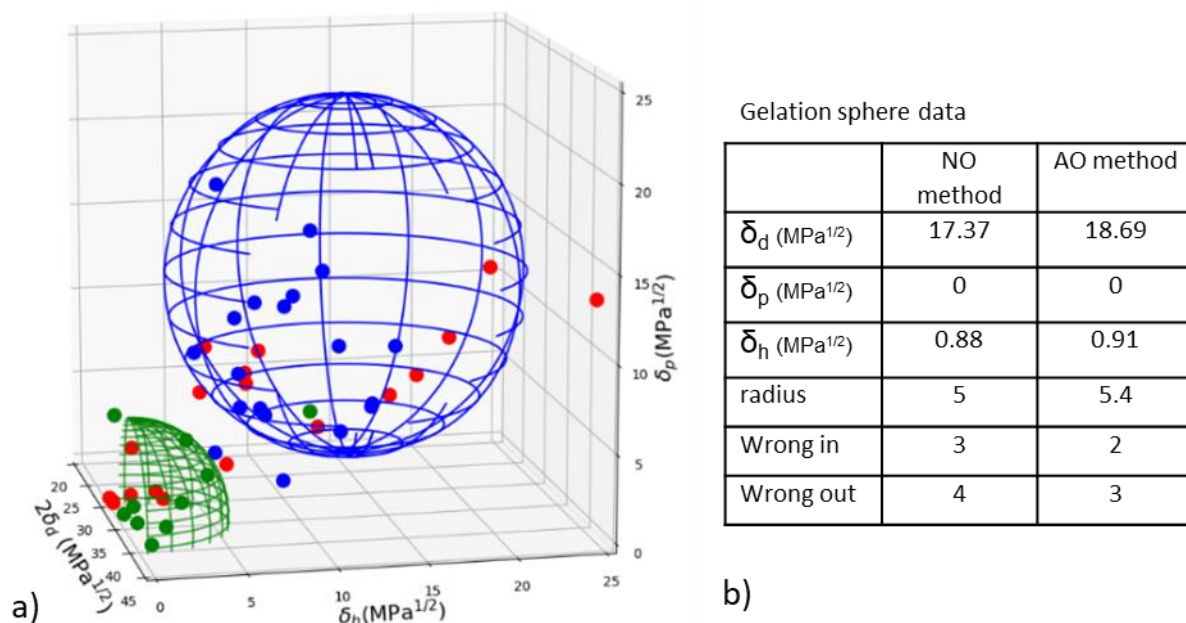 25
20
15
10
5
0
δp(MPa1/2)
20
25
30
35
40
45
2δd (MPa1/2)
0
5
10
15
20
25
δh(MPa1/2)
a)
Gelation sphere data
NO method AO method
δd (MPa1/2) 17.37 18.69
δp (MPa1/2) 0 0
δh (MPa1/2) 0.88 0.91
radius 5 5.4
Wrong in 3 2
Wrong out 4 3
b)